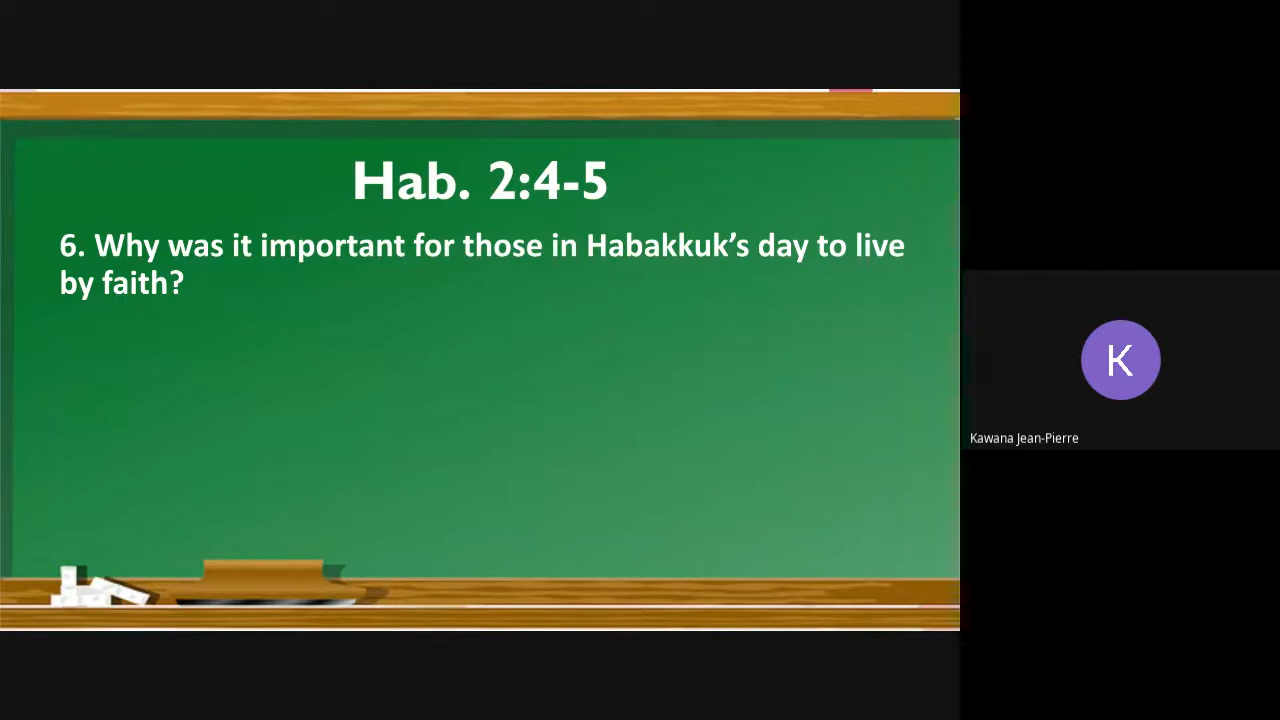 Hab. 2:4-5
6. Why was it important for those in Habakkuk’s day to live
by faith?
K
Kawana Jean-Pierre